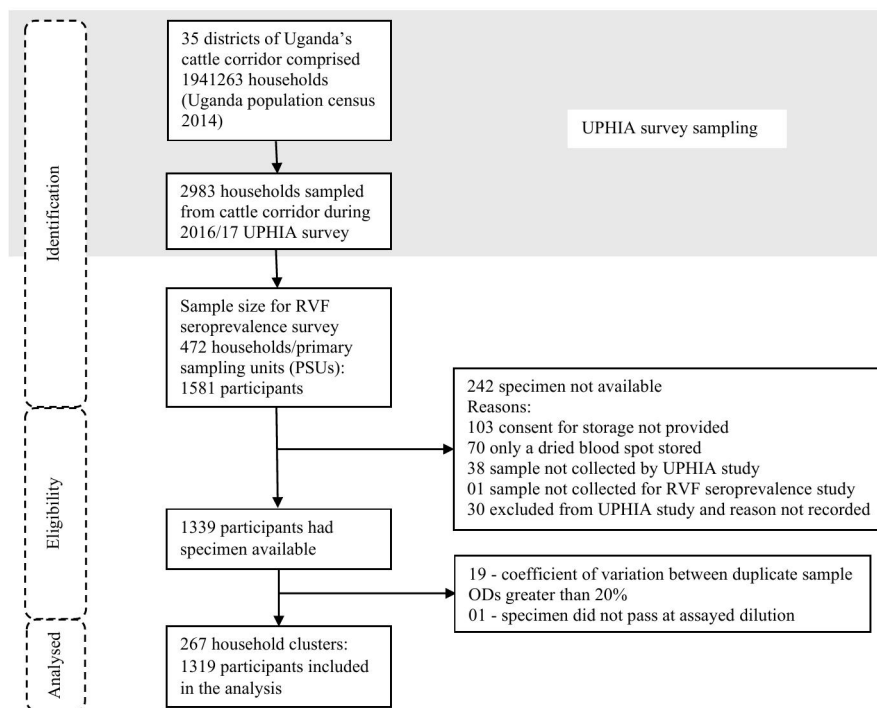 35 districts of Uganda's
cattle corridor comprised
1941263 households
(Uganda population census
2014)
UPHIA survey sampling
Identification
2983 households sampled
from cattle corridor during
2016/17 UPHIA survey
Sample size for RVF
seroprevalence survey
472 households/primary
sampling units (PSUs):
1581 participants
242 specimen not available
Reasons:
103 consent for storage not provided
70 only a dried blood spot stored
38 sample not collected by UPHIA study
01 sample not collected for RVF seroprevalence study
30 excluded from UPHIA study and reason not recorded
Eligibility
1339 participants had
specimen available
19 - coefficient of variation between duplicate sample
ODs greater than 20%
01 - specimen did not pass at assayed dilution
Analysed
267 household clusters:
1319 participants included
in the analysis